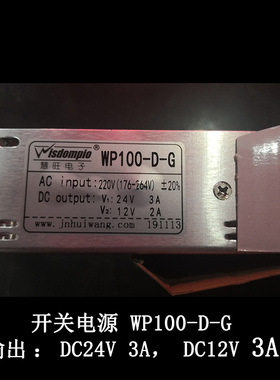 Wisdompio
慧旺电子
WP100-D-G
AC input: 220V(176-264V) ±20%
DC output: V₁: 24V 3A
V₂: 12V 2A
www.jnhuiwang.com 191113
开关电源 WP100-D-G
输出： DC24V 3A， DC12V 3A